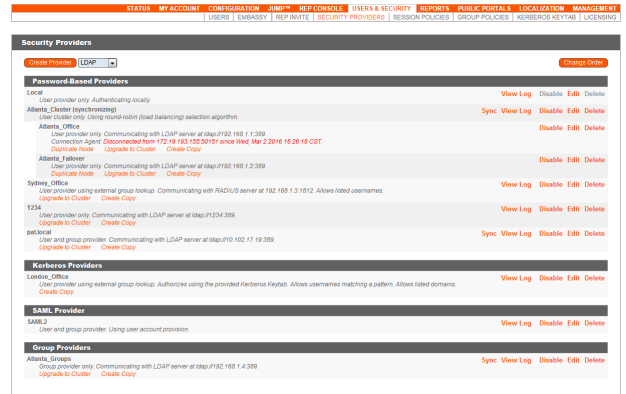 STATUS MY ACCOUNT CONFIGURATION JUMP™ REP CONSOLE USERS & SECURITY REPORTS PUBLIC PORTALS LOCALIZATION MANAGEMENT
USERS | EMBASSY | REP INVITE | SECURITY PROVIDERS | SESSION POLICIES | GROUP POLICIES | KERBEROS KEYTAB | LICENSING
Security Providers
Create Provider LDAP Change Order
Password-Based Providers
Local View Log Disable Edit Delete
User provider only. Authenticating locally.
Atlanta_Cluster (synchronizing) Sync View Log Disable Edit Delete
User cluster only. Using round-robin (load balancing) selection algorithm.
Atlanta_Office Disable Edit Delete
User provider only. Communicating with LDAP server at ldap://192.168.1.1:389.
Connection Agent: Disconnected from 172.19.193.155:50151 since Wed, Mar 2 2016 16:26:18 CST.
Duplicate Node Upgrade to Cluster Create Copy
Atlanta_Failover Disable Edit Delete
User provider only. Communicating with LDAP server at ldap://192.168.1.2:389.
Duplicate Node Upgrade to Cluster Create Copy
Sydney_Office View Log Disable Edit Delete
User provider using external group lookup. Communicating with RADIUS server at 192.168.1.3:1812. Allows listed usernames.
Upgrade to Cluster Create Copy
1234 View Log Disable Edit Delete
User provider only. Communicating with LDAP server at ldap://1234:389.
Upgrade to Cluster Create Copy
pat.local Sync View Log Disable Edit Delete
User and group provider. Communicating with LDAP server at ldap://10.102.17.19:389.
Upgrade to Cluster Create Copy
Kerberos Providers
London_Office View Log Disable Edit Delete
User provider using external group lookup. Authorizes using the provided Kerberos Keytab. Allows usernames matching a pattern. Allows listed domains.
Create Copy
SAML Provider
SAML2 View Log Disable Edit Delete
User and group provider. Using user account provision.
Group Providers
Atlanta_Groups Sync View Log Disable Edit Delete
Group provider only. Communicating with LDAP server at ldap://192.168.1.4:389.
Upgrade to Cluster Create Copy